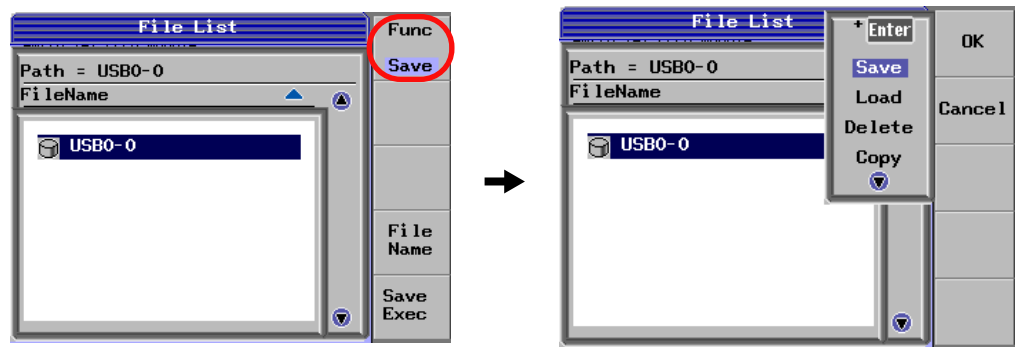 File List
Path = USB0-0
FileName
USB0-0
Func
Save
File
Name
Save
Exec
File List
Path = USB0-0
FileName
USB0-0
+ Enter
Save
Load
Delete
Copy
OK
Cancel